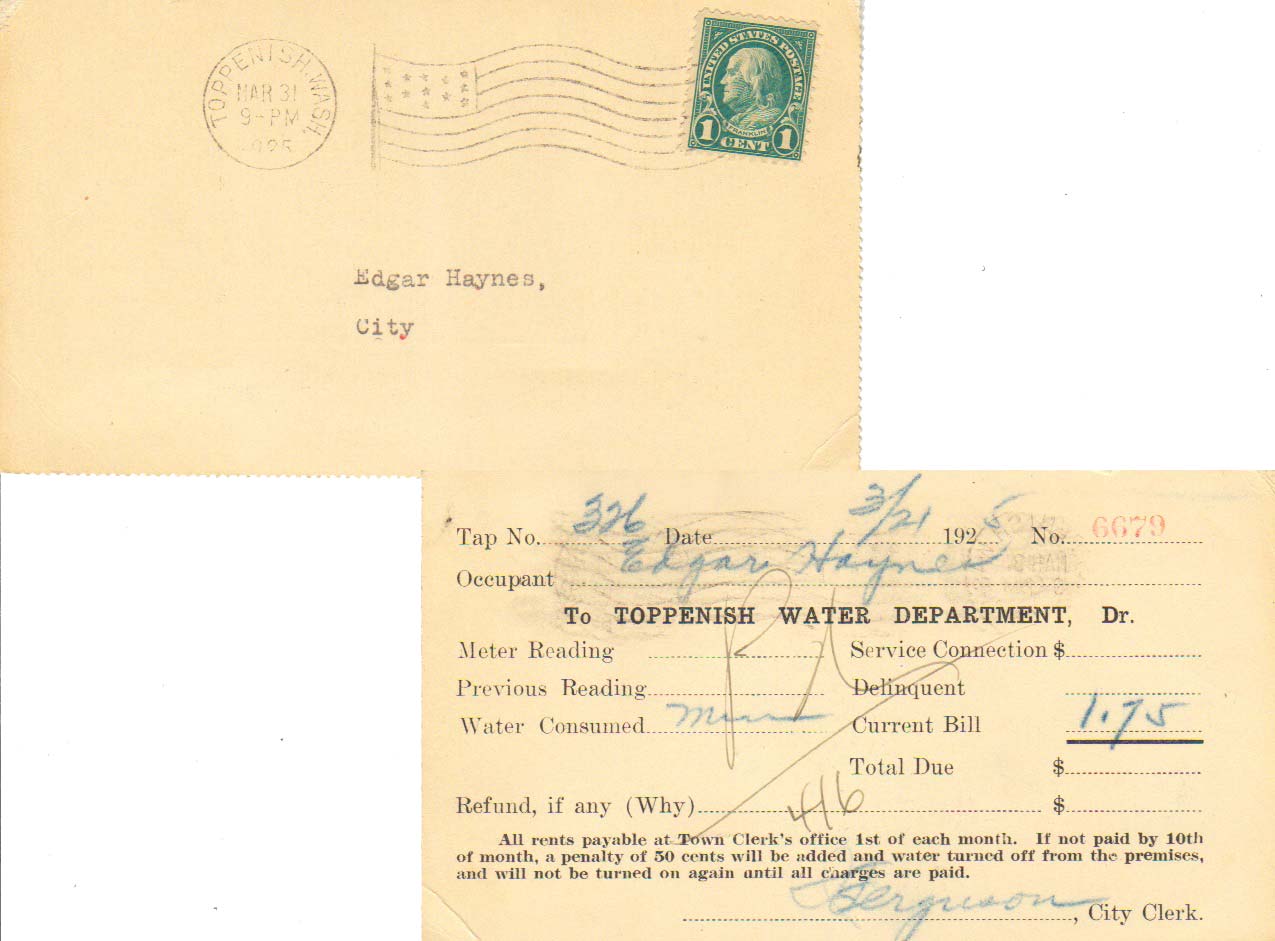 TOPPENISH, WASH.
MAR 31
9-PM
1925
UNITED STATES POSTAGE
FRANKLIN
1 CENT 1
Edgar Haynes,
City
Tap No. 326 Date 3/21 1925 No. 6679
Occupant Edgar Haynes
To TOPPENISH WATER DEPARTMENT, Dr.
Meter Reading Service Connection $
Previous Reading Delinquent
Water Consumed Current Bill 1.75
Total Due $
Refund, if any (Why) $
Pd
4/6
All rents payable at Town Clerk's office 1st of each month. If not paid by 10th
of month, a penalty of 50 cents will be added and water turned off from the premises,
and will not be turned on again until all charges are paid.
Ferguson, City Clerk.